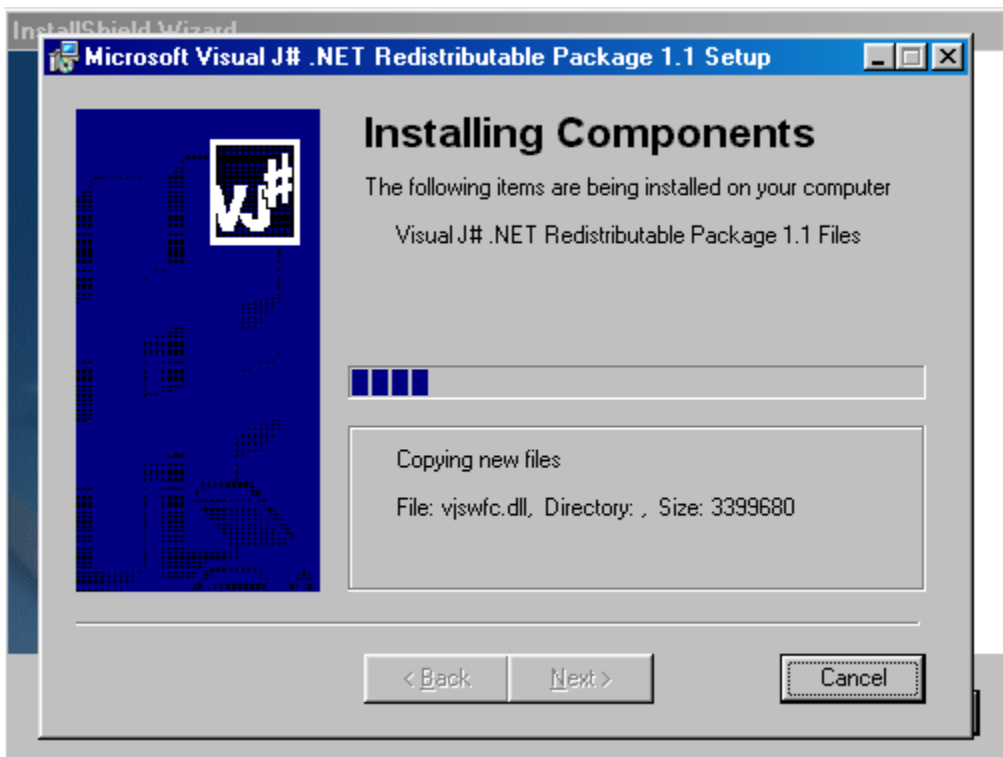 InstallShield Wizard
Microsoft Visual J# .NET Redistributable Package 1.1 Setup
VJ#
Installing Components
The following items are being installed on your computer
Visual J# .NET Redistributable Package 1.1 Files
Copying new files
File: vjswfc.dll, Directory: , Size: 3399680
< Back
Next >
Cancel